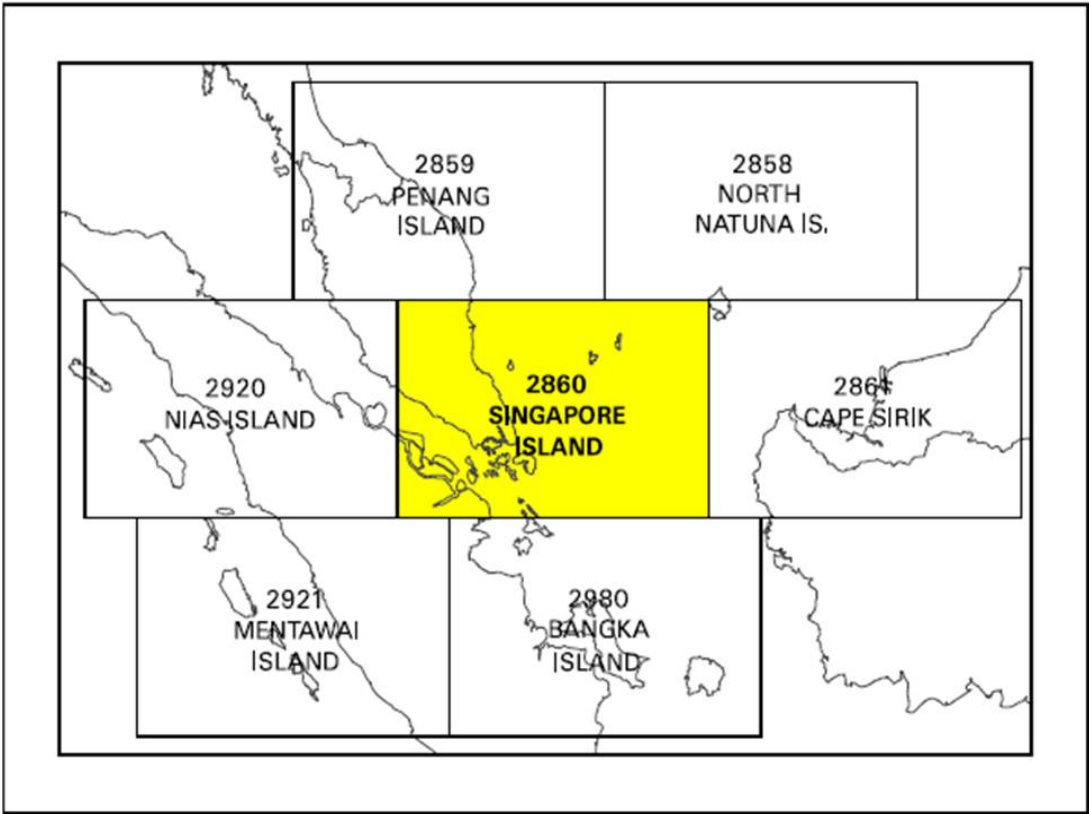 2859
PENANG
ISLAND
2858
NORTH
NATUNA IS.
2920
NIAS ISLAND
2860
SINGAPORE
ISLAND
2861
CAPE SIRIK
2921
MENTAWAI
ISLAND
2980
BANGKA
ISLAND